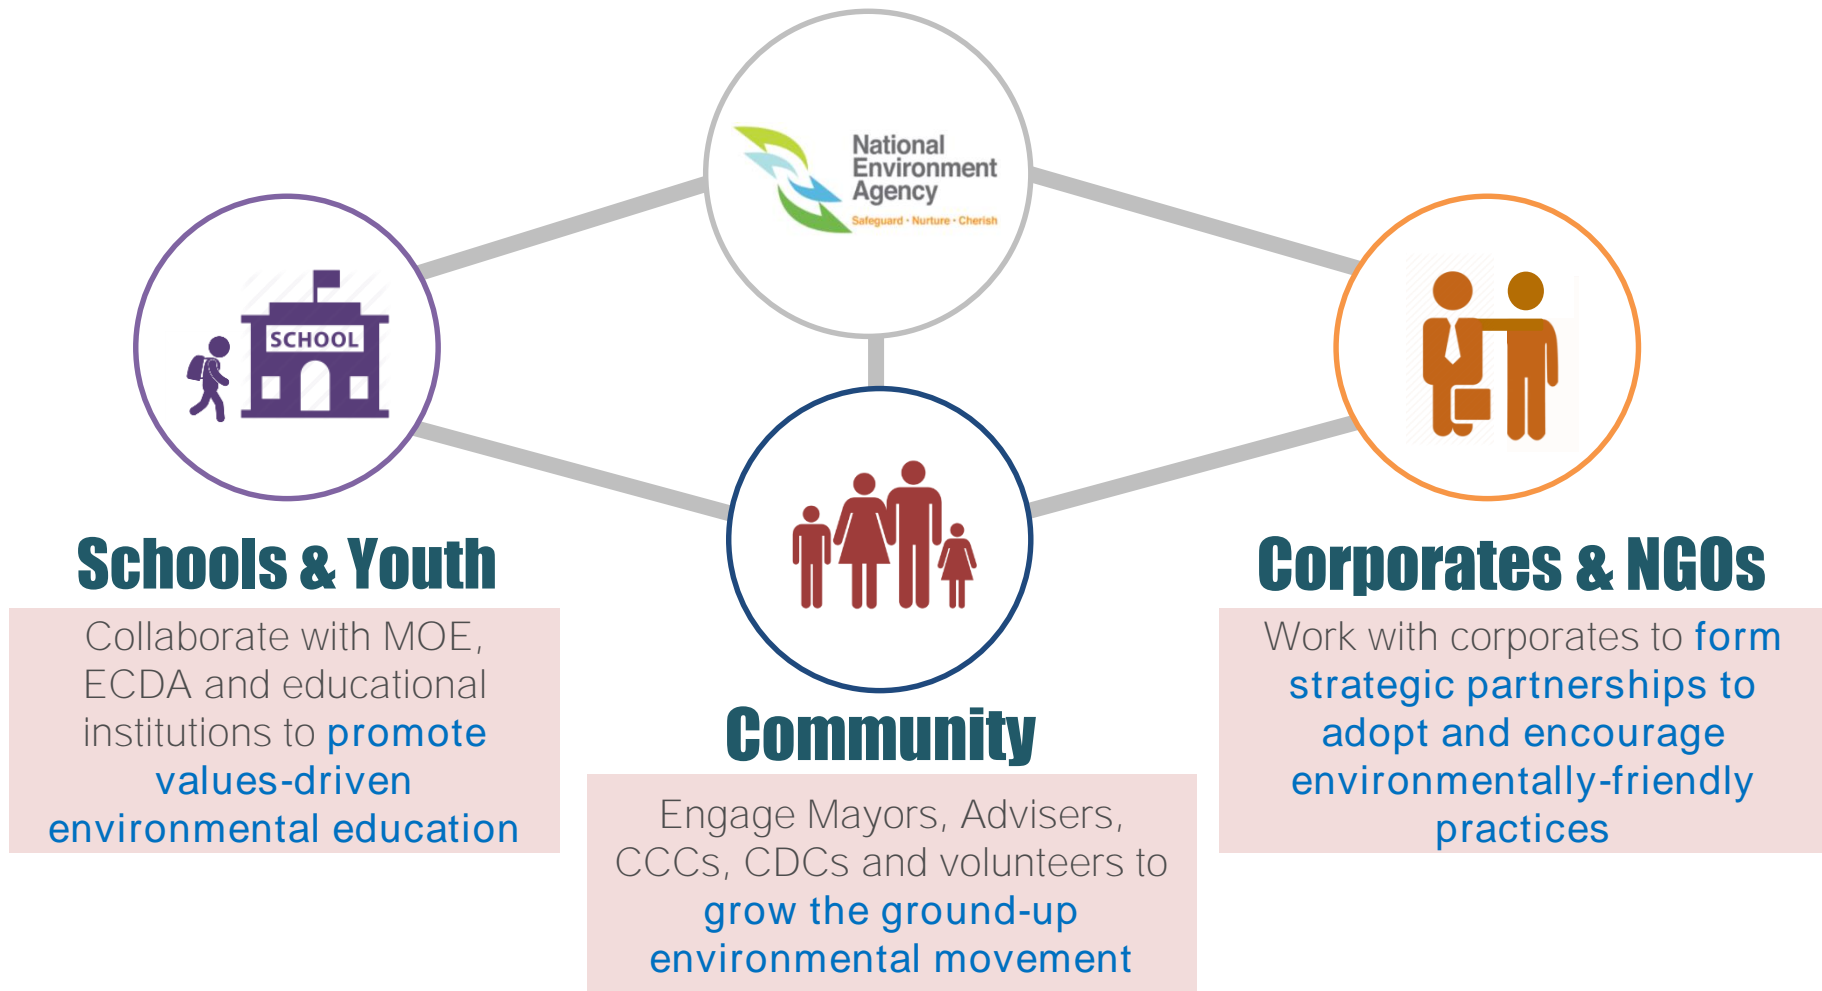 National
Environment
Agency
Safeguard · Nurture · Cherish
SCHOOL
Schools & Youth
Collaborate with MOE,
ECDA and educational
institutions to promote
values-driven
environmental education
Community
Engage Mayors, Advisers,
CCCs, CDCs and volunteers to
grow the ground-up
environmental movement
Corporates & NGOs
Work with corporates to form
strategic partnerships to
adopt and encourage
environmentally-friendly
practices